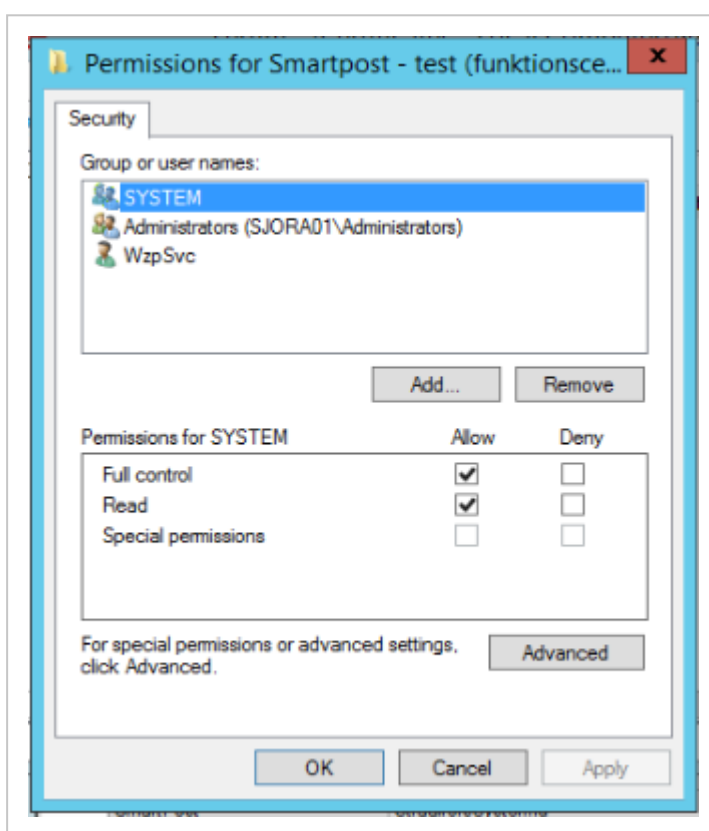 Permissions for Smartpost - test (funktionsce...
x
Security
Group or user names:
SYSTEM
Administrators (SJORA01\Administrators)
WzpSvc
Add...
Remove
Permissions for SYSTEM Allow Deny
Full control
Read
Special permissions
For special permissions or advanced settings,
click Advanced.
Advanced
OK
Cancel
Apply